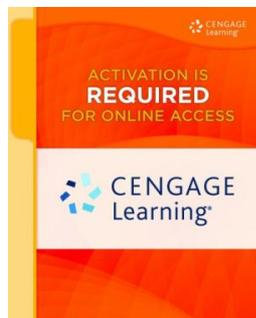 CENGAGE
Learning
ACTIVATION IS
REQUIRED
FOR ONLINE ACCESS
CENGAGE
Learning®